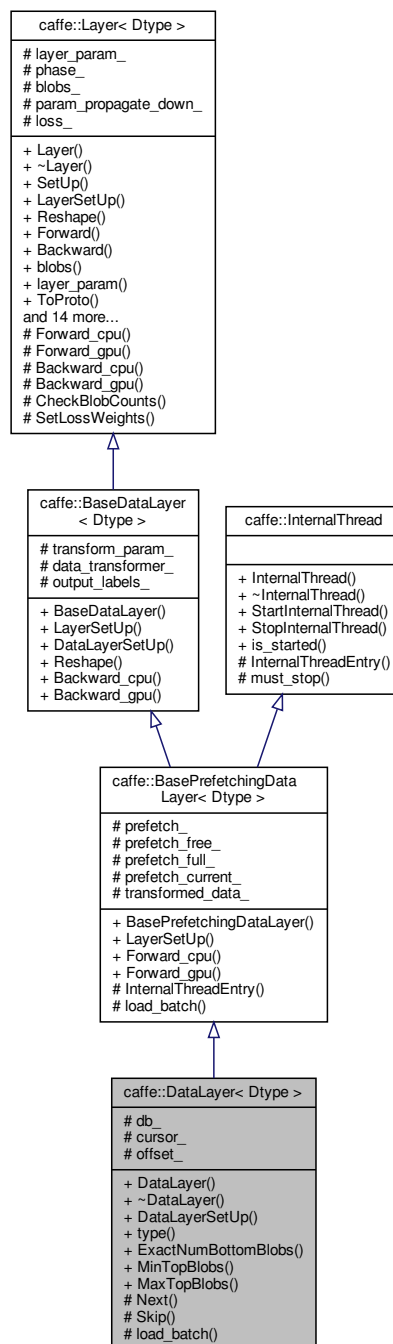 caffe::Layer< Dtype >
# layer_param_
# phase_
# blobs_
# param_propagate_down_
# loss_
+ Layer()
+ ~Layer()
+ SetUp()
+ LayerSetUp()
+ Reshape()
+ Forward()
+ Backward()
+ blobs()
+ layer_param()
+ ToProto()
and 14 more...
# Forward_cpu()
# Forward_gpu()
# Backward_cpu()
# Backward_gpu()
# CheckBlobCounts()
# SetLossWeights()
caffe::BaseDataLayer
< Dtype >
# transform_param_
# data_transformer_
# output_labels_
+ BaseDataLayer()
+ LayerSetUp()
+ DataLayerSetUp()
+ Reshape()
+ Backward_cpu()
+ Backward_gpu()
caffe::InternalThread
+ InternalThread()
+ ~InternalThread()
+ StartInternalThread()
+ StopInternalThread()
+ is_started()
# InternalThreadEntry()
# must_stop()
caffe::BasePrefetchingData
Layer< Dtype >
# prefetch_
# prefetch_free_
# prefetch_full_
# prefetch_current_
# transformed_data_
+ BasePrefetchingDataLayer()
+ LayerSetUp()
+ Forward_cpu()
+ Forward_gpu()
# InternalThreadEntry()
# load_batch()
caffe::DataLayer< Dtype >
# db_
# cursor_
# offset_
+ DataLayer()
+ ~DataLayer()
+ DataLayerSetUp()
+ type()
+ ExactNumBottomBlobs()
+ MinTopBlobs()
+ MaxTopBlobs()
# Next()
# Skip()
# load_batch()